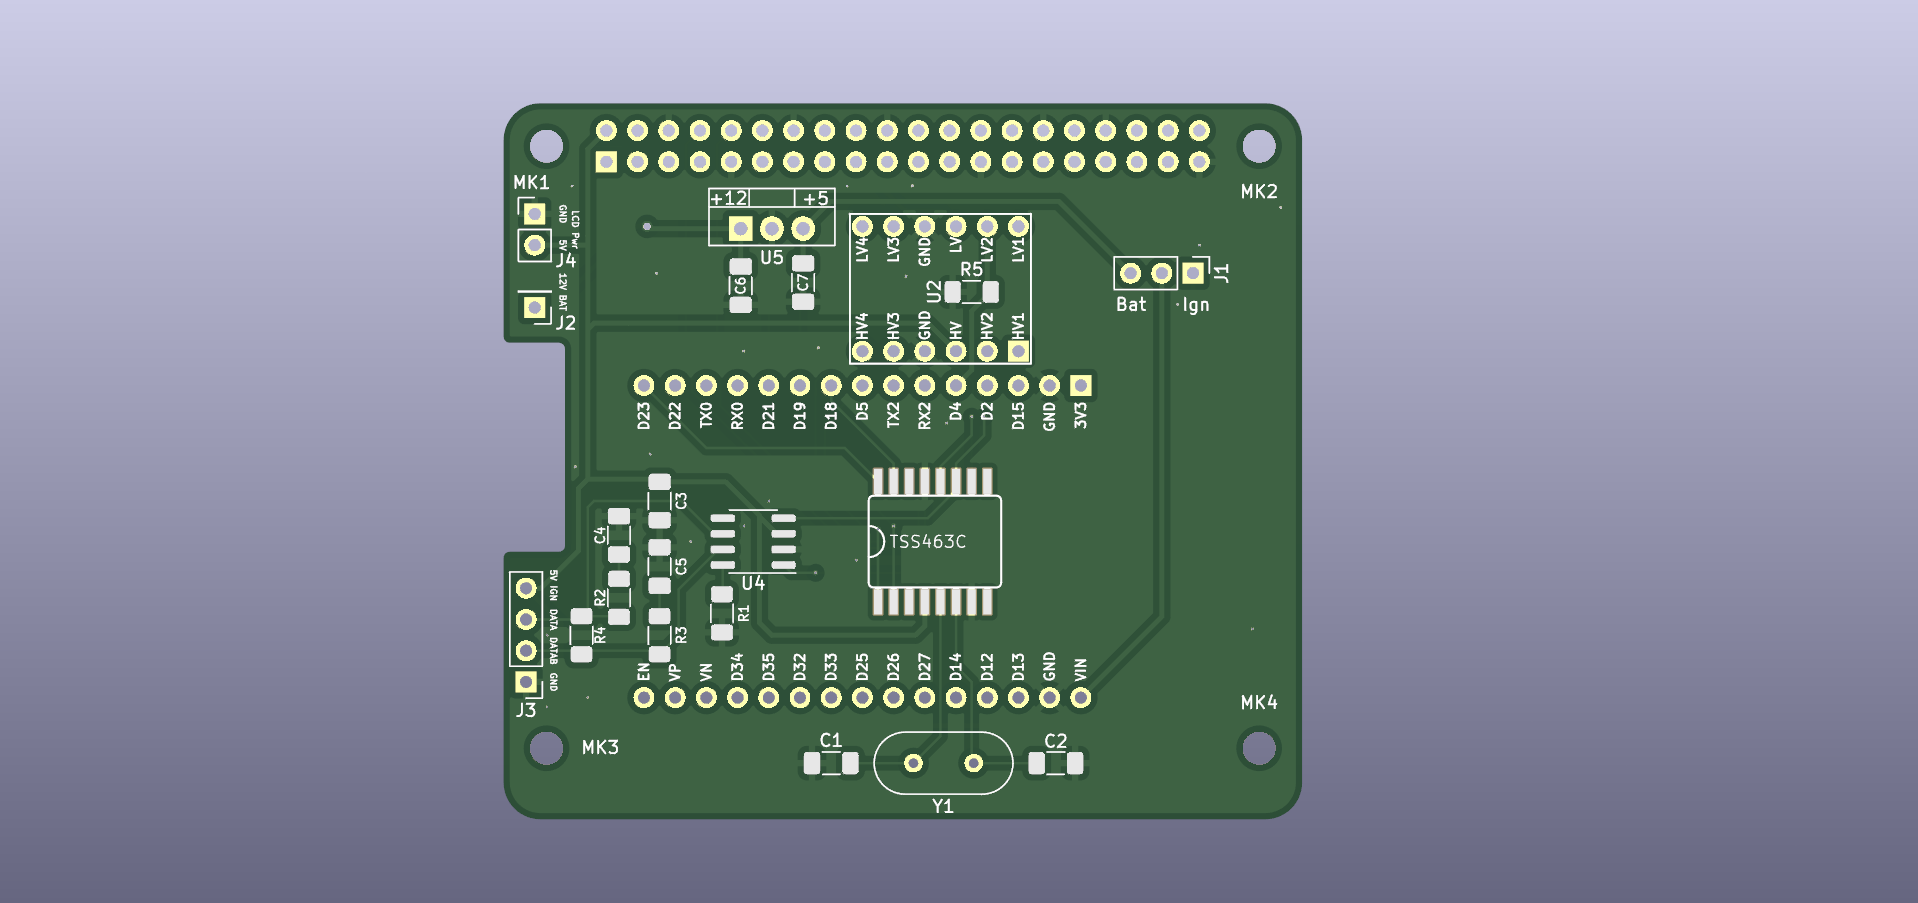 MK1
MK2
GND
5V
LCD Pwr
J4
12V BAT
J2
+12
+5
U5
C6
C7
LV4
LV3
GND
LV
LV2
LV1
R5
U2
HV4
HV3
GND
HV
HV2
HV1
J1
Bat
Ign
D23
D22
TX0
RX0
D21
D19
D18
D5
TX2
RX2
D4
D2
D15
GND
3V3
C3
C4
C5
U4
TSS463C
R2
R1
R4
R3
5V IGN
DATA
DATAB
GND
J3
EN
VP
VN
D34
D35
D32
D33
D25
D26
D27
D14
D12
D13
GND
VIN
MK4
MK3
C1
C2
Y1